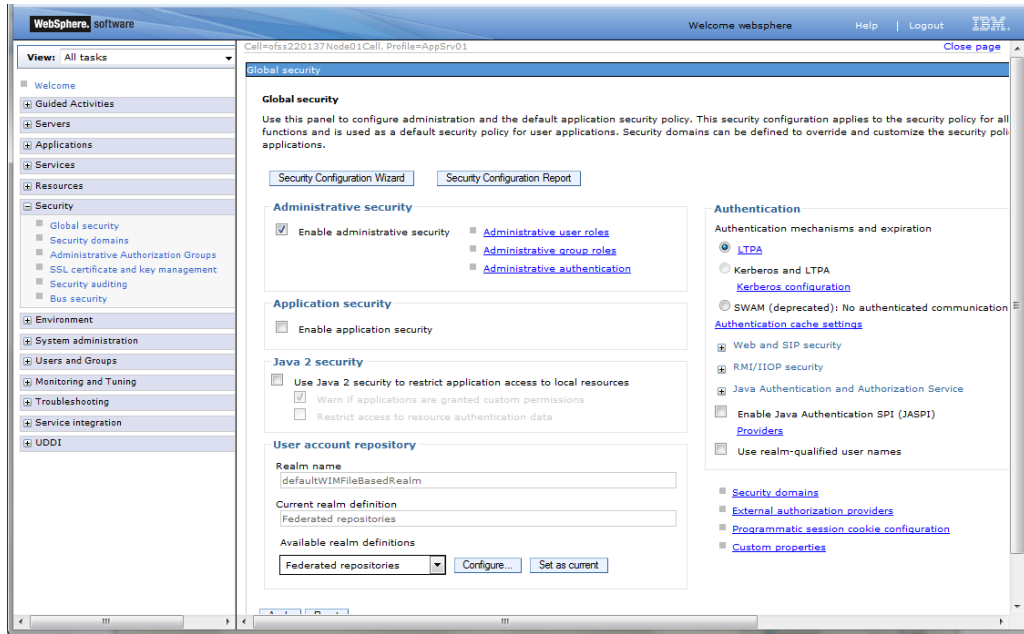 WebSphere. software
Welcome websphere
Help | Logout
IBM.
View: All tasks
Cell=ofss220137Node01Cell, Profile=AppSrv01
Close page
Welcome
Guided Activities
Servers
Applications
Services
Resources
Security
Global security
Security domains
Administrative Authorization Groups
SSL certificate and key management
Security auditing
Bus security
Environment
System administration
Users and Groups
Monitoring and Tuning
Troubleshooting
Service integration
UDDI
Global security
Global security
Use this panel to configure administration and the default application security policy. This security configuration applies to the security policy for all
functions and is used as a default security policy for user applications. Security domains can be defined to override and customize the security poli
applications.
Security Configuration Wizard
Security Configuration Report
Administrative security
Enable administrative security
Administrative user roles
Administrative group roles
Administrative authentication
Application security
Enable application security
Java 2 security
Use Java 2 security to restrict application access to local resources
Warn if applications are granted custom permissions
Restrict access to resource authentication data
User account repository
Realm name
defaultWIMFileBasedRealm
Current realm definition
Federated repositories
Available realm definitions
Federated repositories
Configure...
Set as current
Authentication
Authentication mechanisms and expiration
LTPA
Kerberos and LTPA
Kerberos configuration
SWAM (deprecated): No authenticated communication
Authentication cache settings
Web and SIP security
RMI/IIOP security
Java Authentication and Authorization Service
Enable Java Authentication SPI (JASPI)
Providers
Use realm-qualified user names
Security domains
External authorization providers
Programmatic session cookie configuration
Custom properties